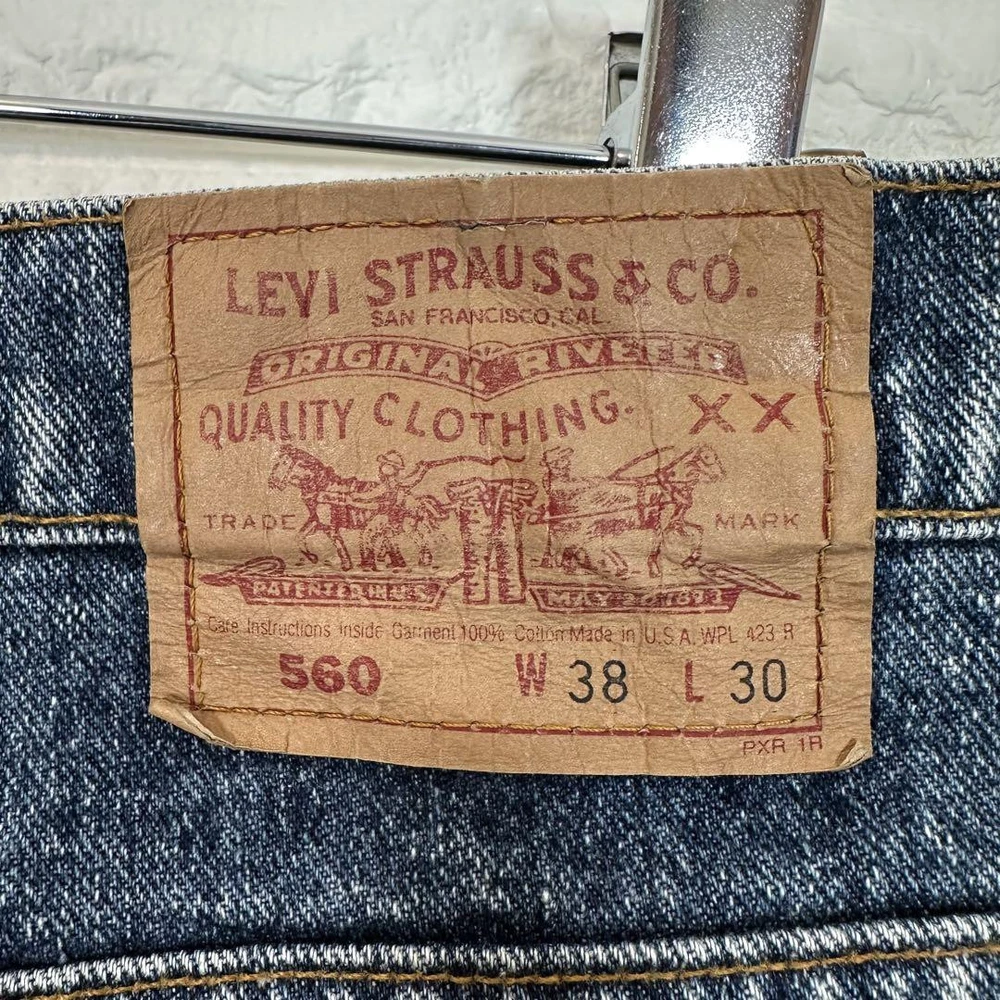 LEVI STRAUSS & CO.
SAN FRANCISCO, CAL.
ORIGINAL RIVETED
QUALITY CLOTHING. XX
TRADE MARK
PATENTED IN U.S. MAY 20 1873
Care Instructions Inside Garment 100% Cotton Made in U.S.A. WPL 423 R
560 W 38 L 30
PXR 1R